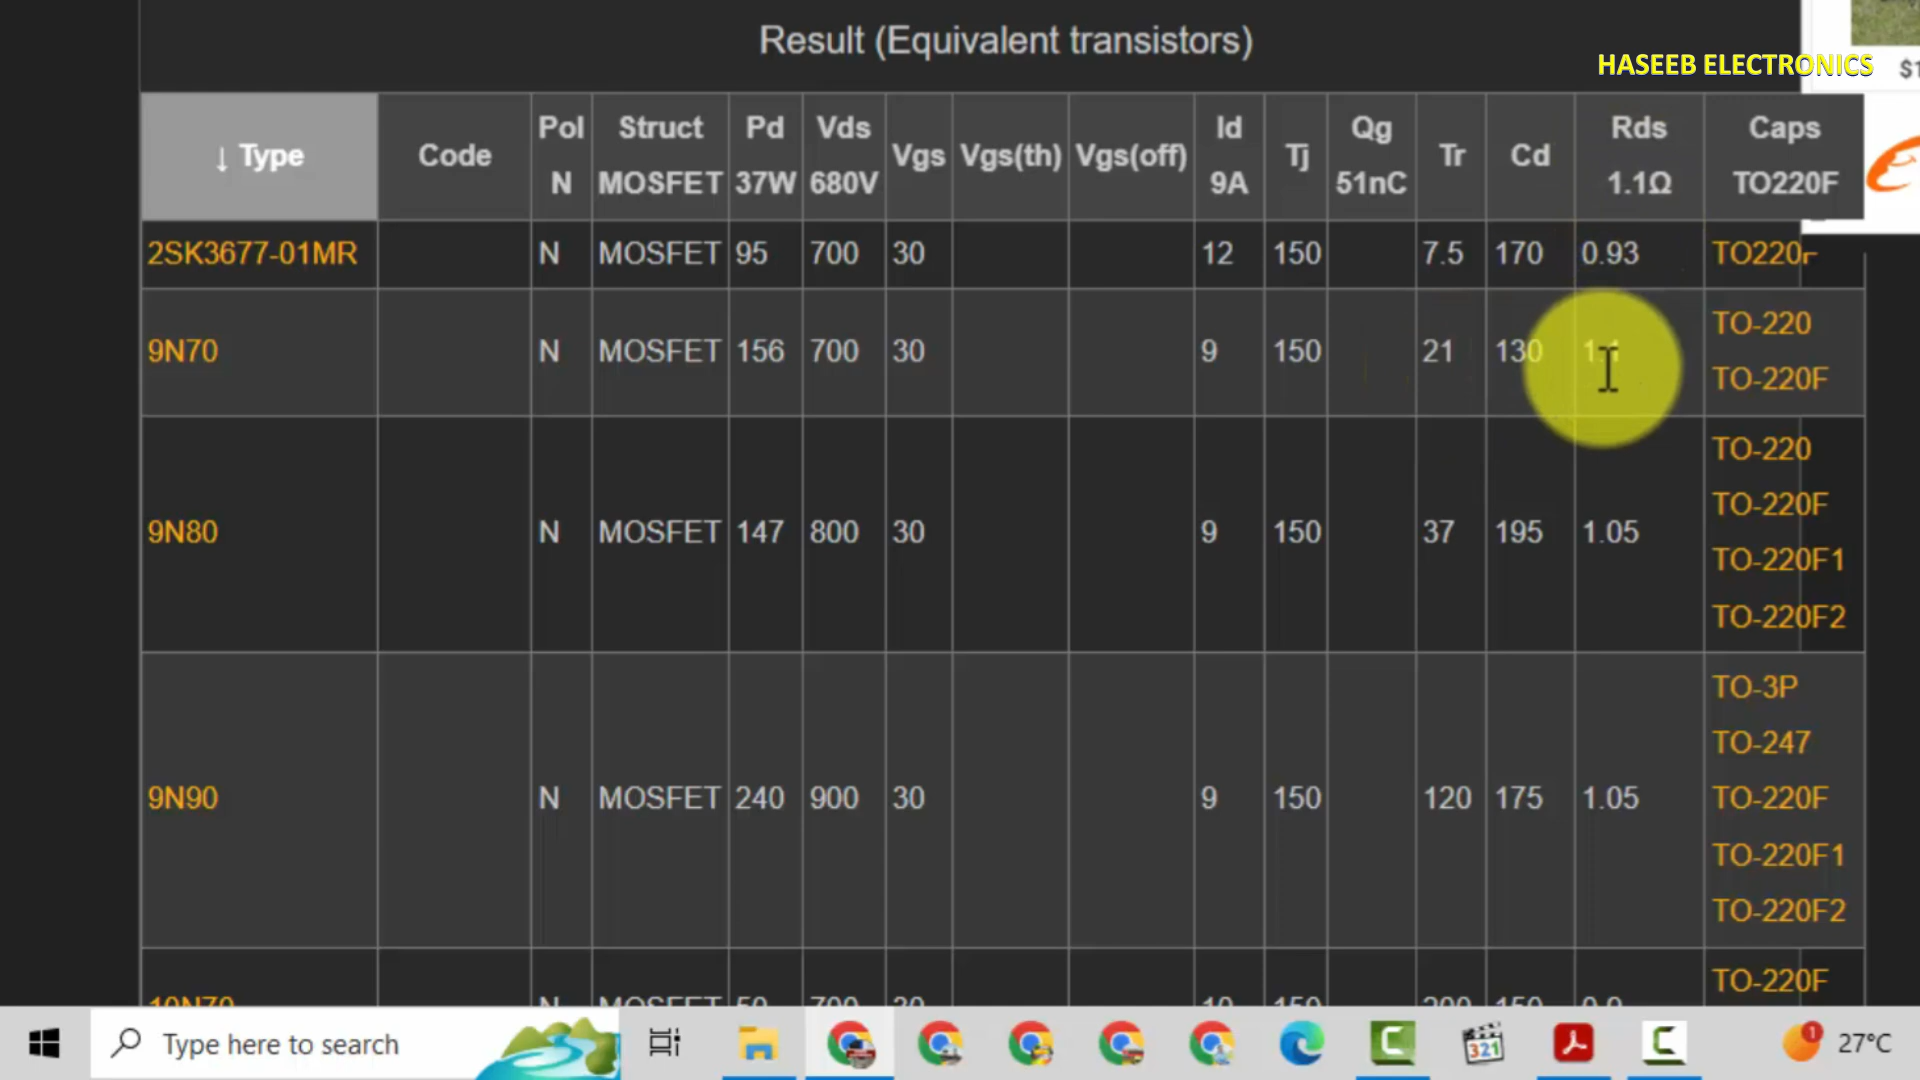 Result (Equivalent transistors)
HASEEB ELECTRONICS
$1
↓ Type Code Pol N Struct MOSFET Pd 37W Vds 680V Vgs Vgs(th) Vgs(off) Id 9A Tj Qg 51nC Tr Cd Rds 1.1Ω Caps TO220F
2SK3677-01MR N MOSFET 95 700 30 12 150 7.5 170 0.93 TO220F
9N70 N MOSFET 156 700 30 9 150 21 130 1.1 TO-220
TO-220F
9N80 N MOSFET 147 800 30 9 150 37 195 1.05 TO-220
TO-220F
TO-220F1
TO-220F2
9N90 N MOSFET 240 900 30 9 150 120 175 1.05 TO-3P
TO-247
TO-220F
TO-220F1
TO-220F2
10N70 N MOSFET 50 700 30 10 150 200 150 0.9 TO-220F
Type here to search
321
1
27°C